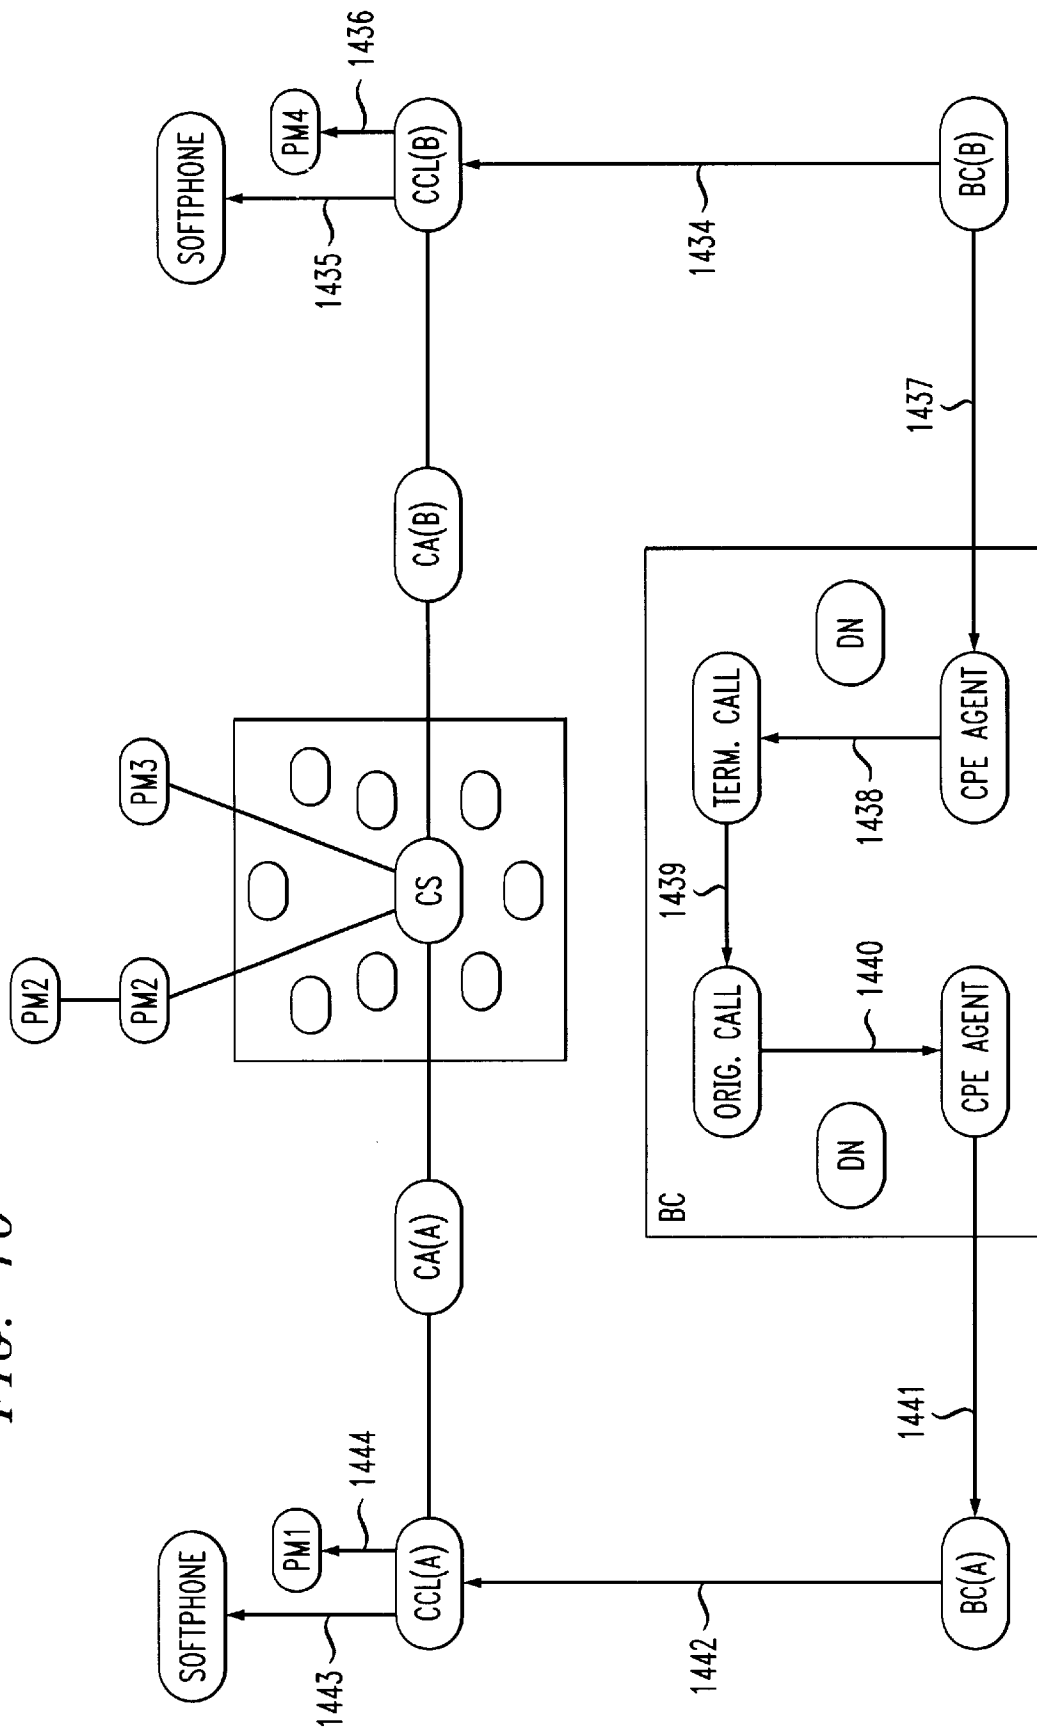 FIG.
PM2
PM2
PM3
SOFTPHONE
SOFTPHONE
PM1
PM4
1443
1435
1444
1436
CCL(A)
CA(A)
CS
CA(B)
CCL(B)
BC
1439
1442
1434
ORIG. CALL
TERM. CALL
DN
DN
1440
1438
1441
1437
BC(A)
CPE AGENT
CPE AGENT
BC(B)